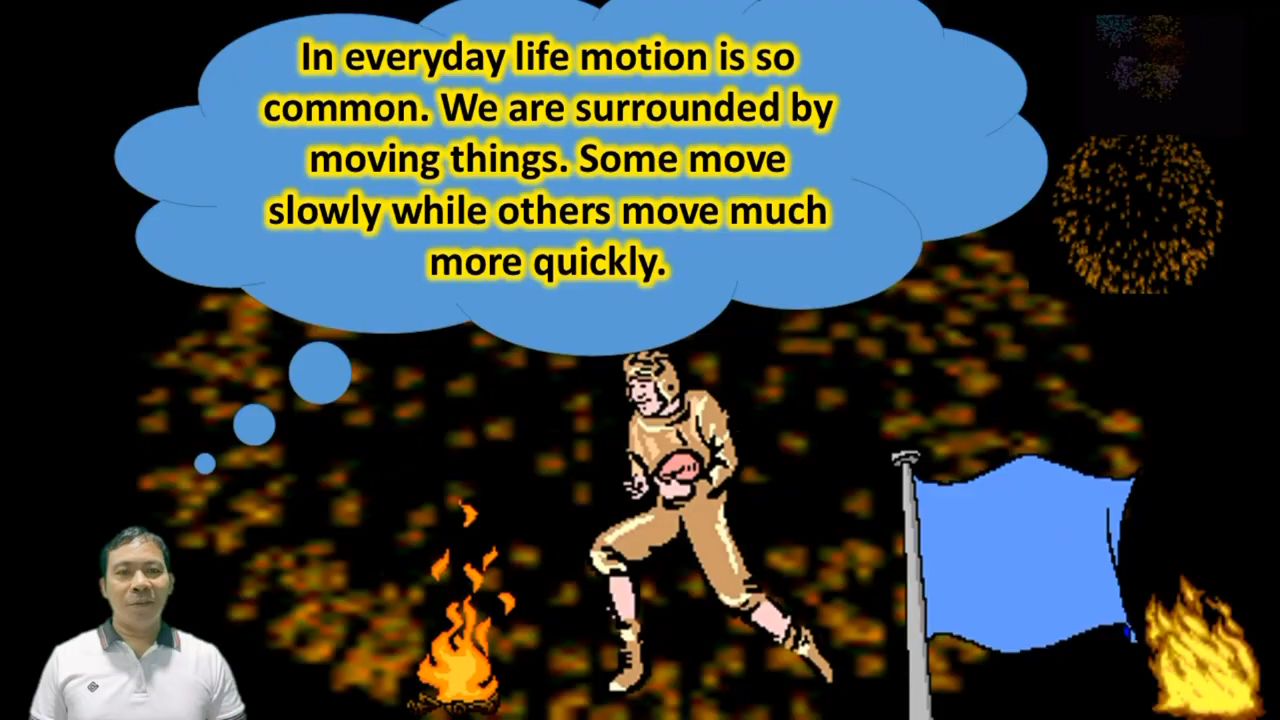 In everyday life motion is so
common. We are surrounded by
moving things. Some move
slowly while others move much
more quickly.